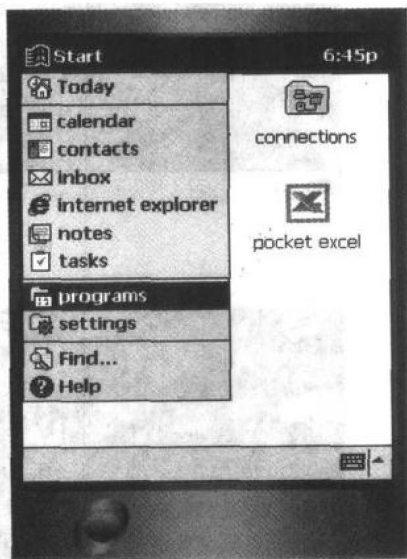 Start 6:45p
Today
calendar
contacts
connections
inbox
internet explorer
notes
pocket excel
tasks
programs
settings
Find...
Help